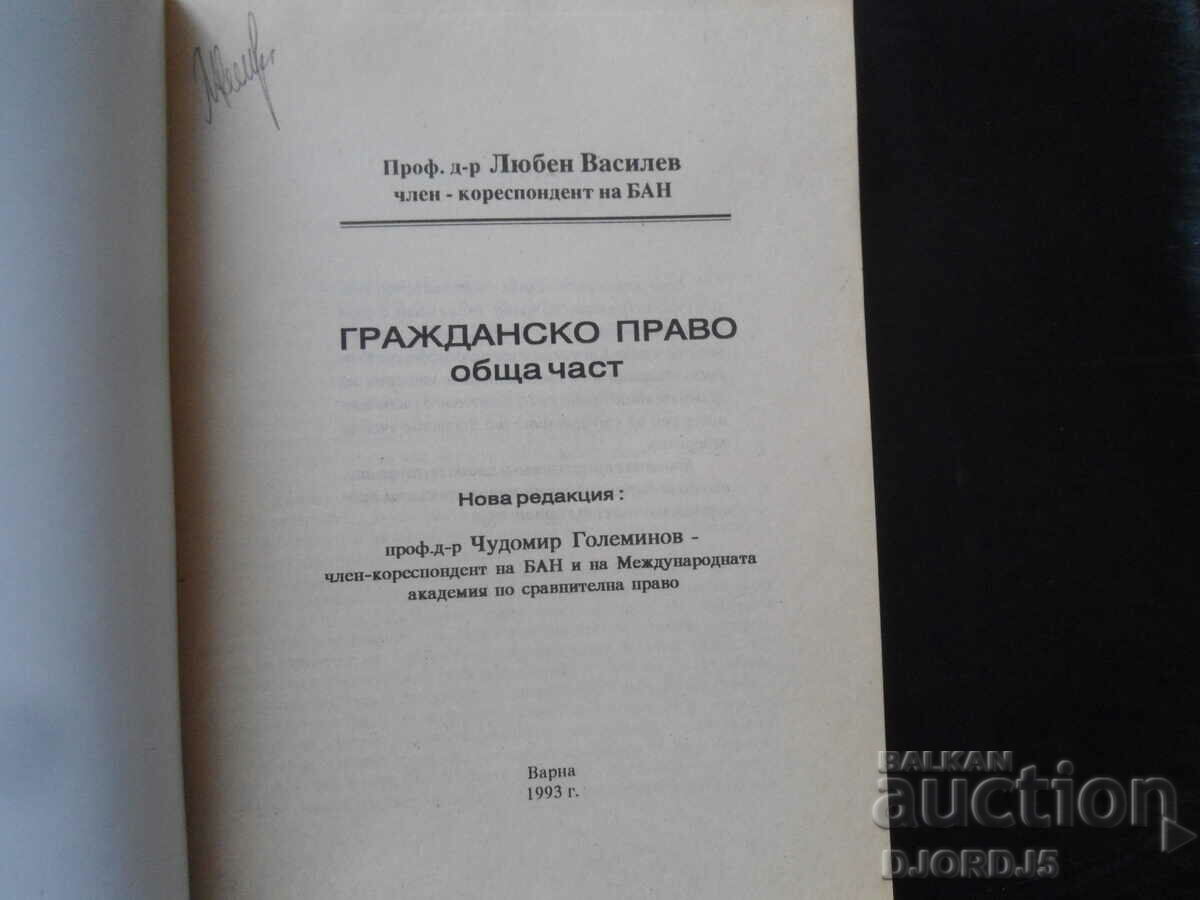 Проф. д-р Любен Василев
член - кореспондент на БАН
ГРАЖДАНСКО ПРАВО
обща част
Нова редакция :
проф.д-р Чудомир Големинов -
член-кореспондент на БАН и на Международната
академия по сравнителна право
Варна
1993 г.
BALKAN
auction
DJORDJ5